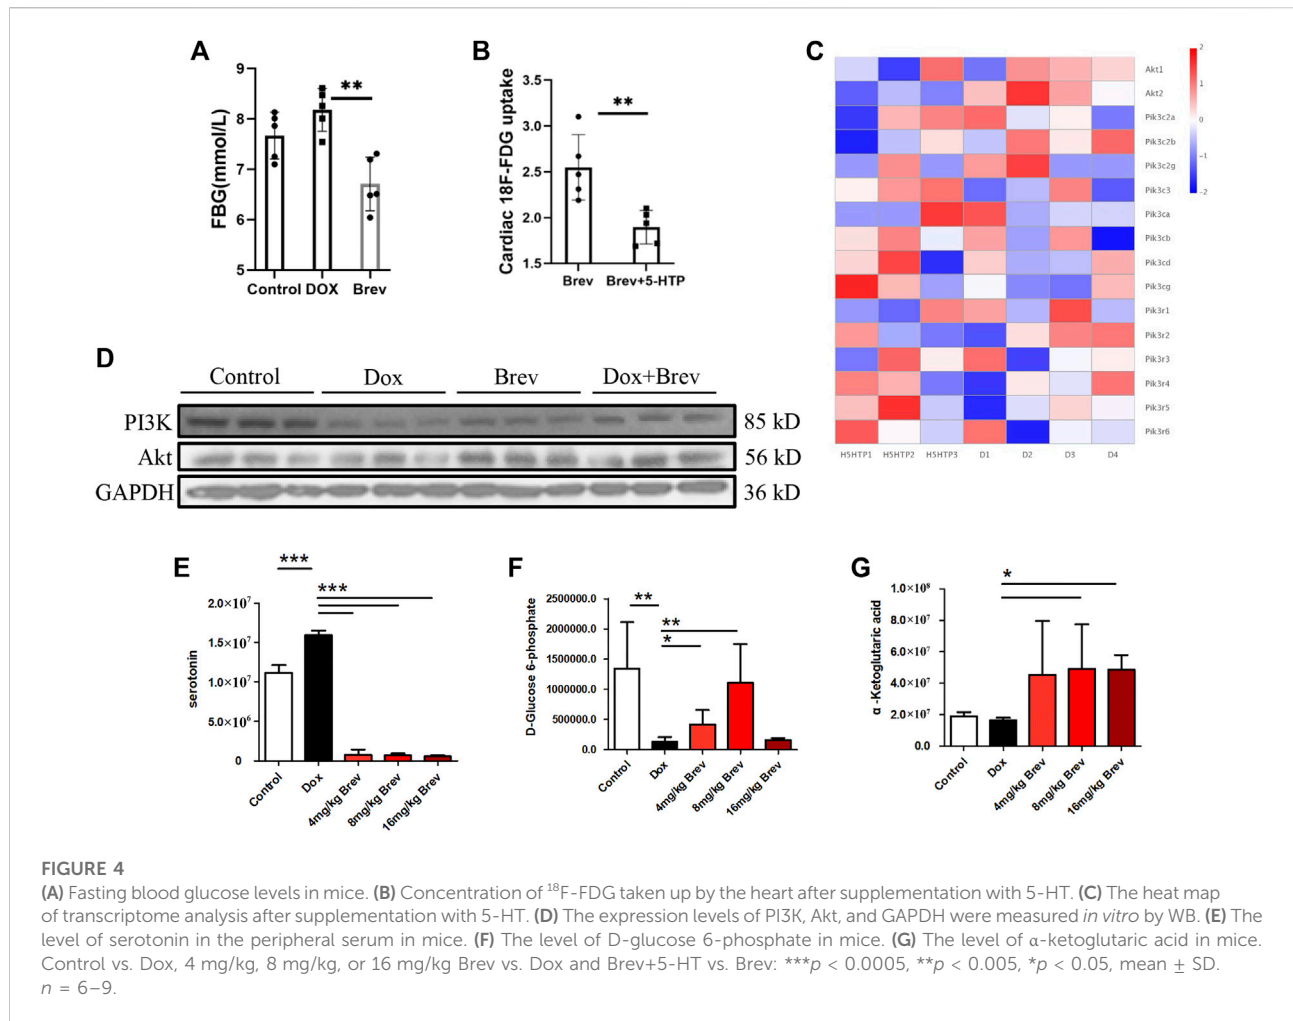 A
FBG(mmol/L)
9
8
7
6
5
**
Control DOX Brev
B
Cardiac 18F-FDG uptake
3.5
3.0
2.5
2.0
1.5
**
Brev Brev+5-HTP
C
Akt1
Akt2
Pik3c2a
Pik3c2b
Pik3c2g
Pik3c3
Pik3ca
Pik3cb
Pik3cd
Pik3cg
Pik3r1
Pik3r2
Pik3r3
Pik3r4
Pik3r5
Pik3r6
H5HTP1 H5HTP2 H5HTP3 D1 D2 D3 D4
2
1
0
-1
-2
D
Control Dox Brev Dox+Brev
PI3K 85 kD
Akt 56 kD
GAPDH 36 kD
E
serotonin
***
***
2.0×10⁷
1.5×10⁷
1.0×10⁷
5.0×10⁶
0
Control
Dox
4mg/kg Brev
8mg/kg Brev
16mg/kg Brev
F
D-Glucose 6-phosphate
2500000.0
2000000.0
1500000.0
1000000.0
500000.0
0.0
**
**
*
Control
Dox
4mg/kg Brev
8mg/kg Brev
16mg/kg Brev
G
α -Ketoglutaric acid
1.0×10⁸
8.0×10⁷
6.0×10⁷
4.0×10⁷
2.0×10⁷
0.0
*
Control
Dox
4mg/kg Brev
8mg/kg Brev
16mg/kg Brev
FIGURE 4
(A) Fasting blood glucose levels in mice. (B) Concentration of ¹⁸F-FDG taken up by the heart after supplementation with 5-HT. (C) The heat map
of transcriptome analysis after supplementation with 5-HT. (D) The expression levels of PI3K, Akt, and GAPDH were measured in vitro by WB. (E) The
level of serotonin in the peripheral serum in mice. (F) The level of D-glucose 6-phosphate in mice. (G) The level of α-ketoglutaric acid in mice.
Control vs. Dox, 4 mg/kg, 8 mg/kg, or 16 mg/kg Brev vs. Dox and Brev+5-HT vs. Brev: ***p < 0.0005, **p < 0.005, *p < 0.05, mean ± SD.
n = 6–9.